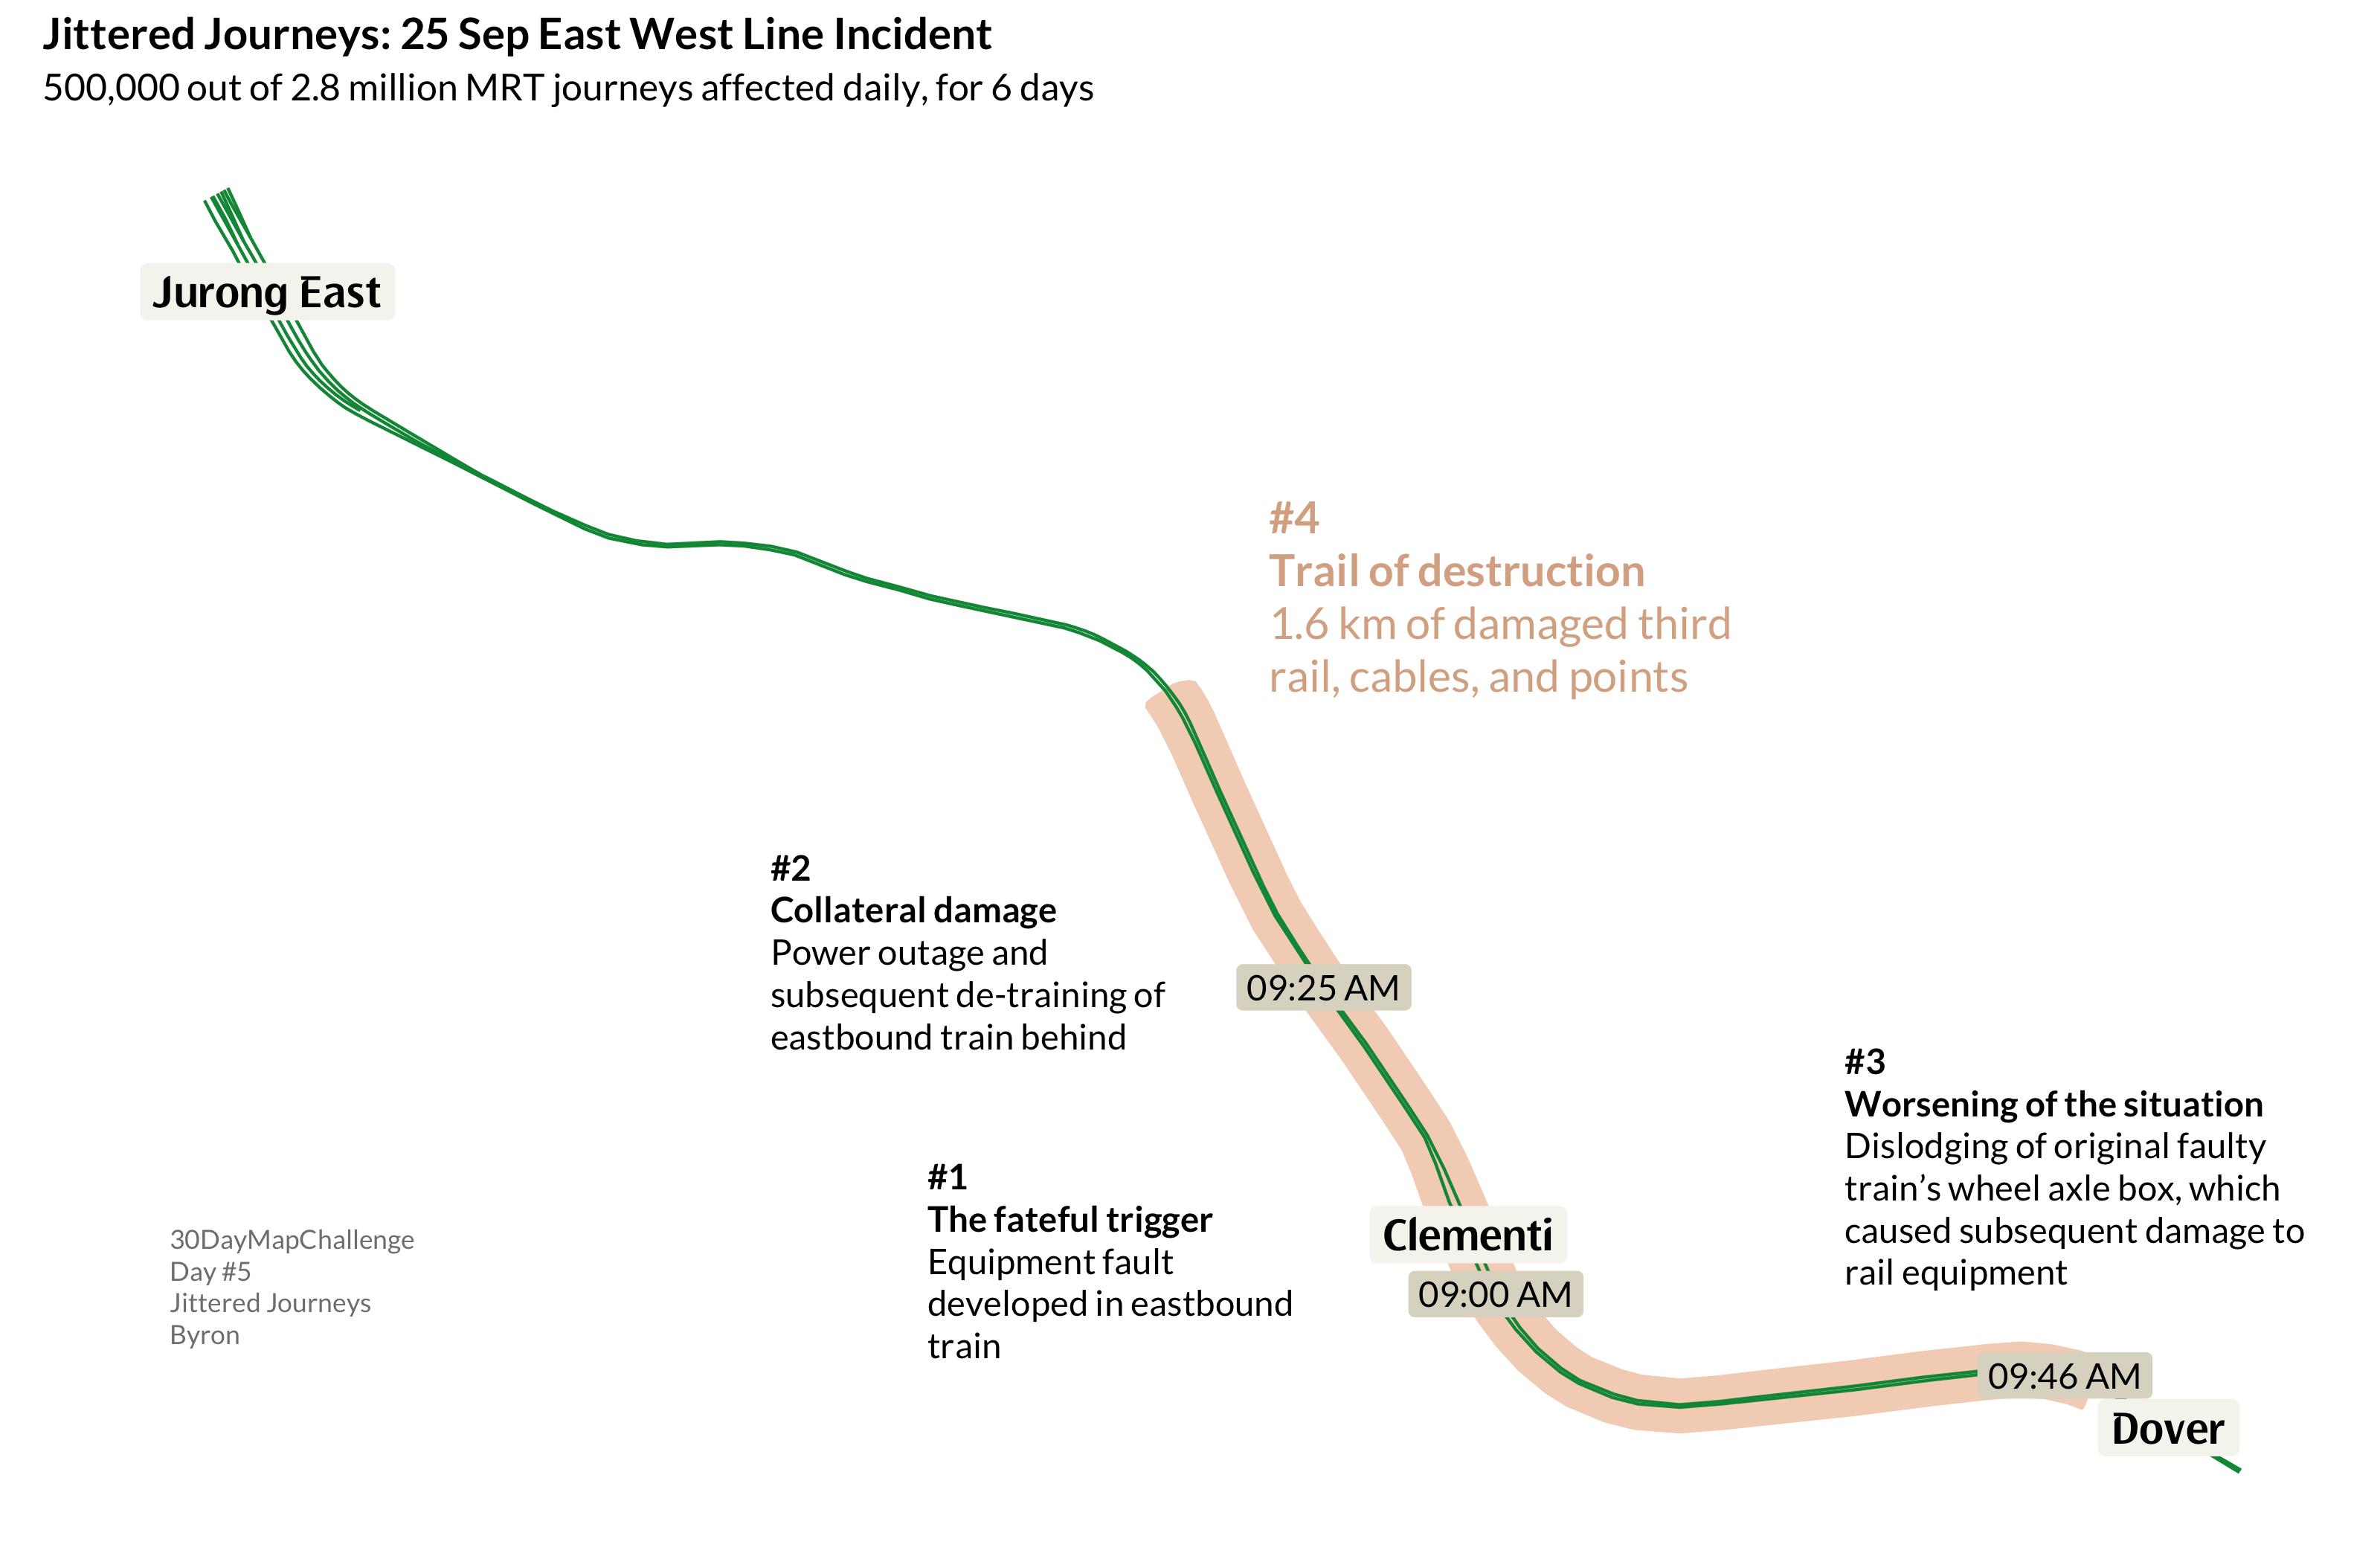 Jittered Journeys: 25 Sep East West Line Incident
500,000 out of 2.8 million MRT journeys affected daily, for 6 days
Jurong East
#4
Trail of destruction
1.6 km of damaged third
rail, cables, and points
#2
Collateral damage
Power outage and
subsequent de-training of
eastbound train behind
09:25 AM
#3
Worsening of the situation
Dislodging of original faulty
train’s wheel axle box, which
caused subsequent damage to
rail equipment
#1
The fateful trigger
Equipment fault
developed in eastbound
train
Clementi
09:00 AM
30DayMapChallenge
Day #5
Jittered Journeys
Byron
09:46 AM
Dover